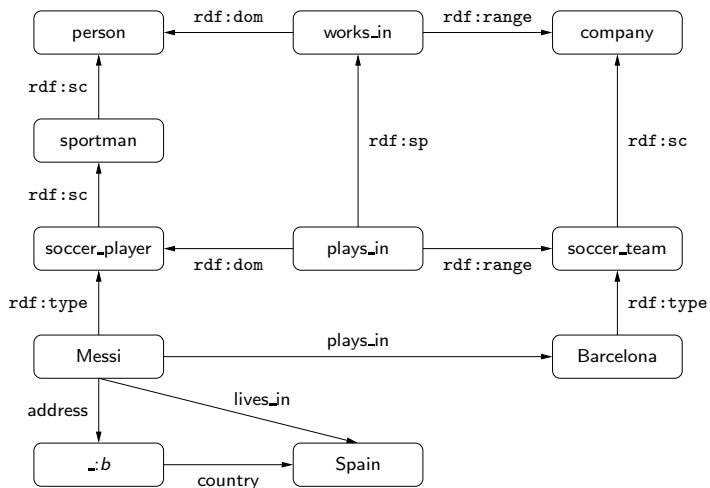 person
rdf:dom
works_in
rdf:range
company
rdf:sc
sportman
rdf:sp
rdf:sc
rdf:sc
soccer_player
rdf:dom
plays_in
rdf:range
soccer_team
rdf:type
rdf:type
Messi
plays_in
Barcelona
address
lives_in
_:b
country
Spain